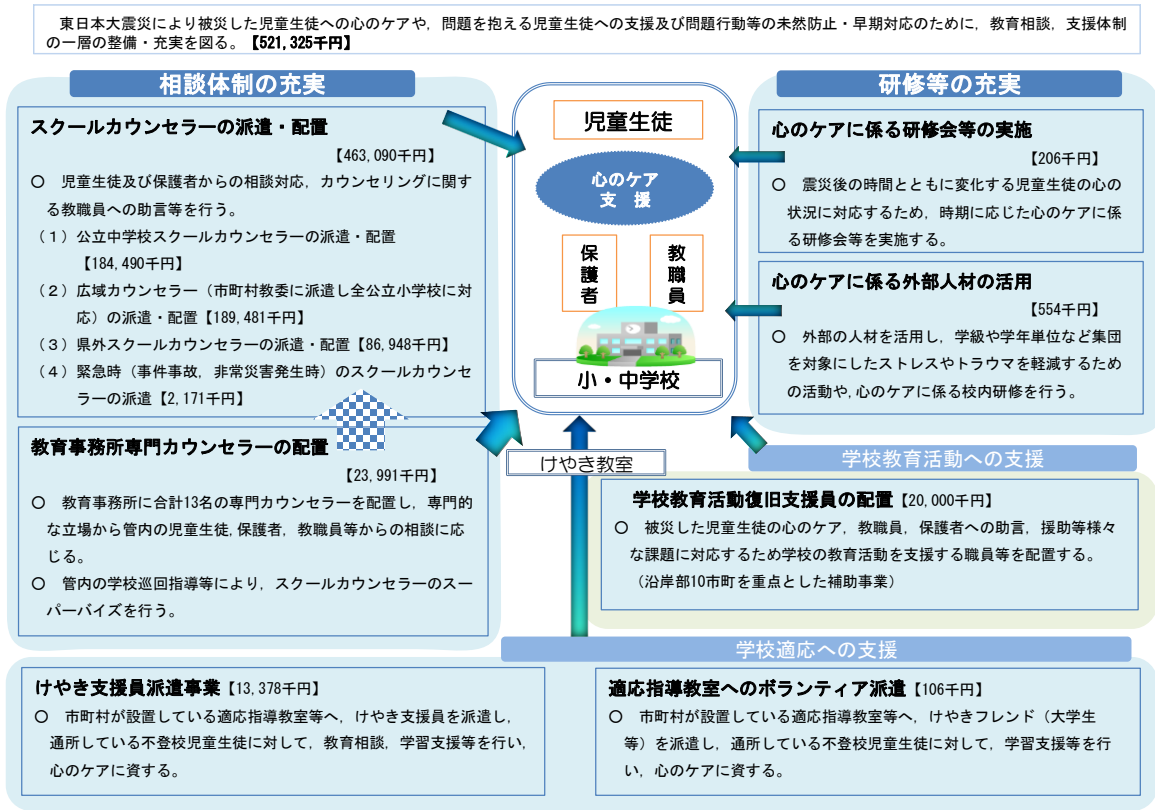 東日本大震災により被災した児童生徒への心のケアや，問題を抱える児童生徒への支援及び問題行動等の未然防止・早期対応のために，教育相談，支援体制
の一層の整備・充実を図る。【521,325千円】
相談体制の充実
スクールカウンセラーの派遣・配置
【463,090千円】
○　児童生徒及び保護者からの相談対応，カウンセリングに関す
る教職員への助言等を行う。
（１）公立中学校スクールカウンセラーの派遣・配置
【184,490千円】
（２）広域カウンセラー（市町村教委に派遣し全公立小学校に対
応）の派遣・配置【189,481千円】
（３）県外スクールカウンセラーの派遣・配置【86,948千円】
（４）緊急時（事件事故，非常災害発生時）のスクールカウンセ
ラーの派遣【2,171千円】
教育事務所専門カウンセラーの配置
【23,991千円】
○　教育事務所に合計13名の専門カウンセラーを配置し，専門的
な立場から管内の児童生徒，保護者，教職員等からの相談に応
じる。
○　管内の学校巡回指導等により，スクールカウンセラーのスー
パーバイズを行う。
児童生徒
心のケア
支　援
保護者
教職員
小・中学校
けやき教室
研修等の充実
心のケアに係る研修会等の実施
【206千円】
○　震災後の時間とともに変化する児童生徒の心の
状況に対応するため，時期に応じた心のケアに係
る研修会等を実施する。
心のケアに係る外部人材の活用
【554千円】
○　外部の人材を活用し，学級や学年単位など集団
を対象にしたストレスやトラウマを軽減するため
の活動や，心のケアに係る校内研修を行う。
学校教育活動への支援
学校教育活動復旧支援員の配置【20,000千円】
○　被災した児童生徒の心のケア，教職員，保護者への助言，援助等様々
な課題に対応するため学校の教育活動を支援する職員等を配置する。
（沿岸部10市町を重点とした補助事業）
学校適応への支援
けやき支援員派遣事業【13,378千円】
○　市町村が設置している適応指導教室等へ，けやき支援員を派遣し，
通所している不登校児童生徒に対して，教育相談，学習支援等を行い，
心のケアに資する。
適応指導教室へのボランティア派遣【106千円】
○　市町村が設置している適応指導教室等へ，けやきフレンド（大学生
等）を派遣し，通所している不登校児童生徒に対して，学習支援等を行
い，心のケアに資する。